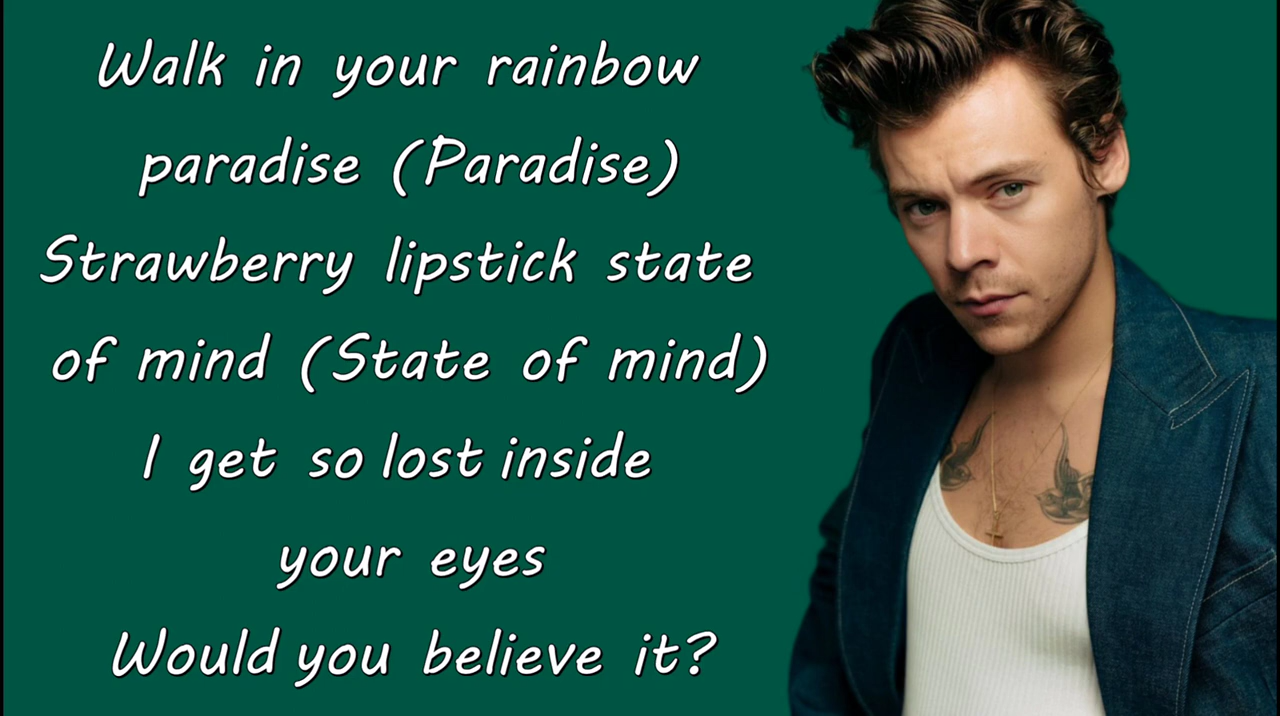 Walk in your rainbow
paradise (Paradise)
Strawberry lipstick state
of mind (State of mind)
I get so lost inside
your eyes
Would you believe it?